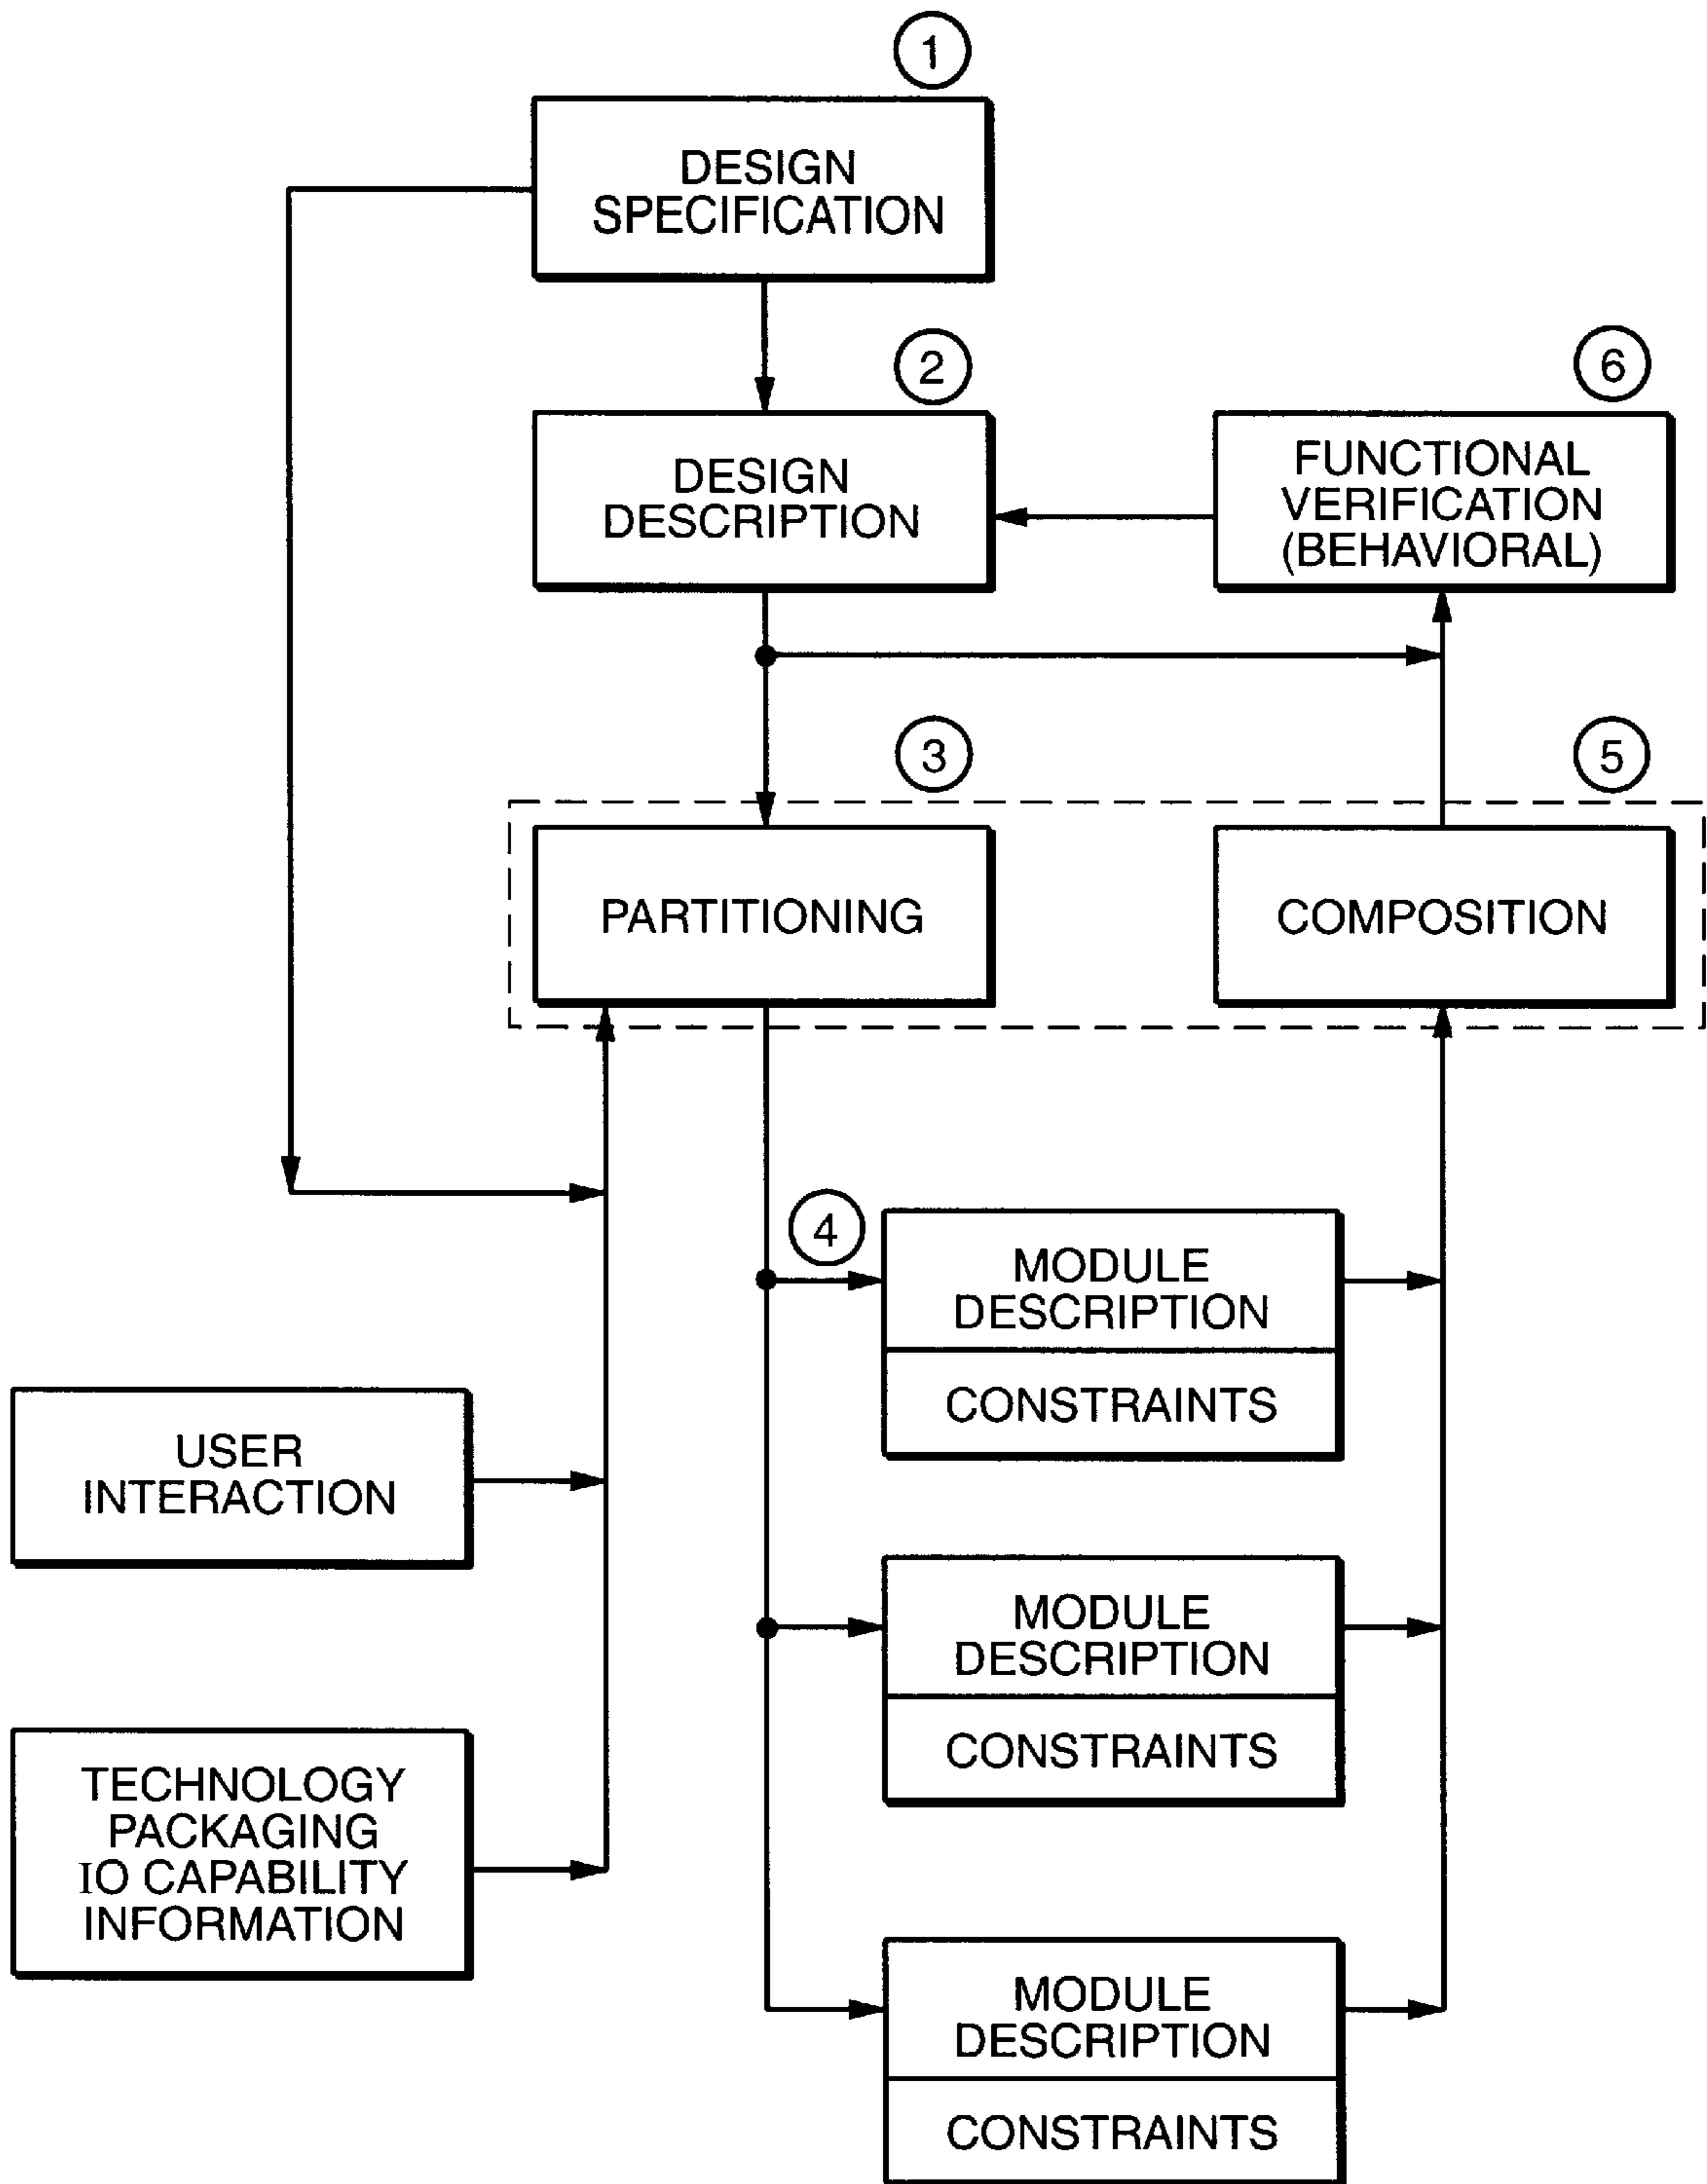 1
DESIGN
SPECIFICATION
2
DESIGN
DESCRIPTION
6
FUNCTIONAL
VERIFICATION
(BEHAVIORAL)
3
PARTITIONING
5
COMPOSITION
4
MODULE
DESCRIPTION
CONSTRAINTS
USER
INTERACTION
MODULE
DESCRIPTION
CONSTRAINTS
TECHNOLOGY
PACKAGING
IO CAPABILITY
INFORMATION
MODULE
DESCRIPTION
CONSTRAINTS